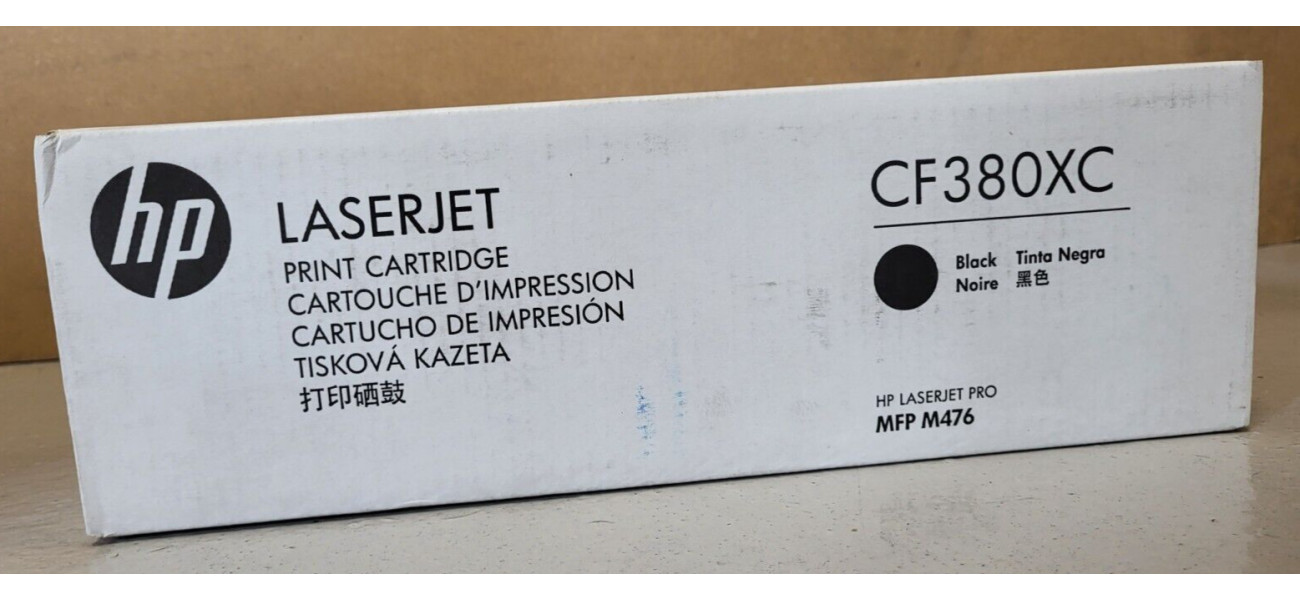 hp
LASERJET
PRINT CARTRIDGE
CARTOUCHE D'IMPRESSION
CARTUCHO DE IMPRESIÓN
TISKOVÁ KAZETA
打印硒鼓
CF380XC
Black Tinta Negra
Noire 黑色
HP LASERJET PRO
MFP M476